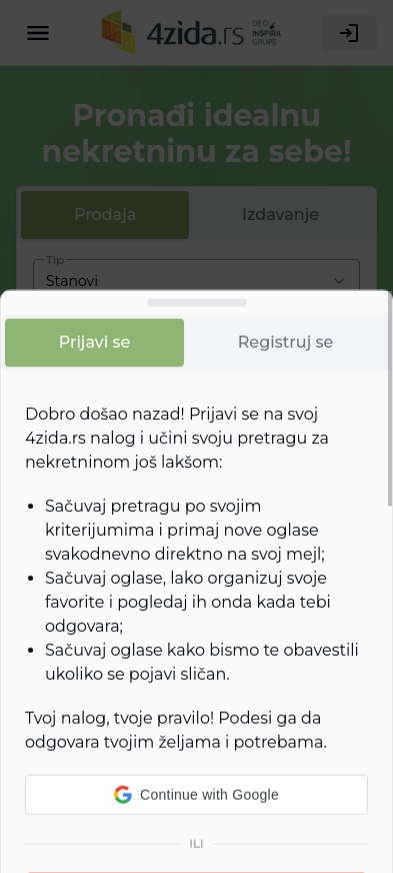 4zida.rs
DEO
INSPIRA
GRUPE
Pronađi idealnu
nekretninu za sebe!
Prodaja
Izdavanje
Tip
Stanovi
Prijavi se
Registruj se
Dobro došao nazad! Prijavi se na svoj
4zida.rs nalog i učini svoju pretragu za
nekretninom još lakšom:
• Sačuvaj pretragu po svojim
kriterijumima i primaj nove oglase
svakodnevno direktno na svoj mejl;
• Sačuvaj oglase, lako organizuj svoje
favorite i pogledaj ih onda kada tebi
odgovara;
• Sačuvaj oglase kako bismo te obavestili
ukoliko se pojavi sličan.
Tvoj nalog, tvoje pravilo! Podesi ga da
odgovara tvojim željama i potrebama.
Continue with Google
ILI